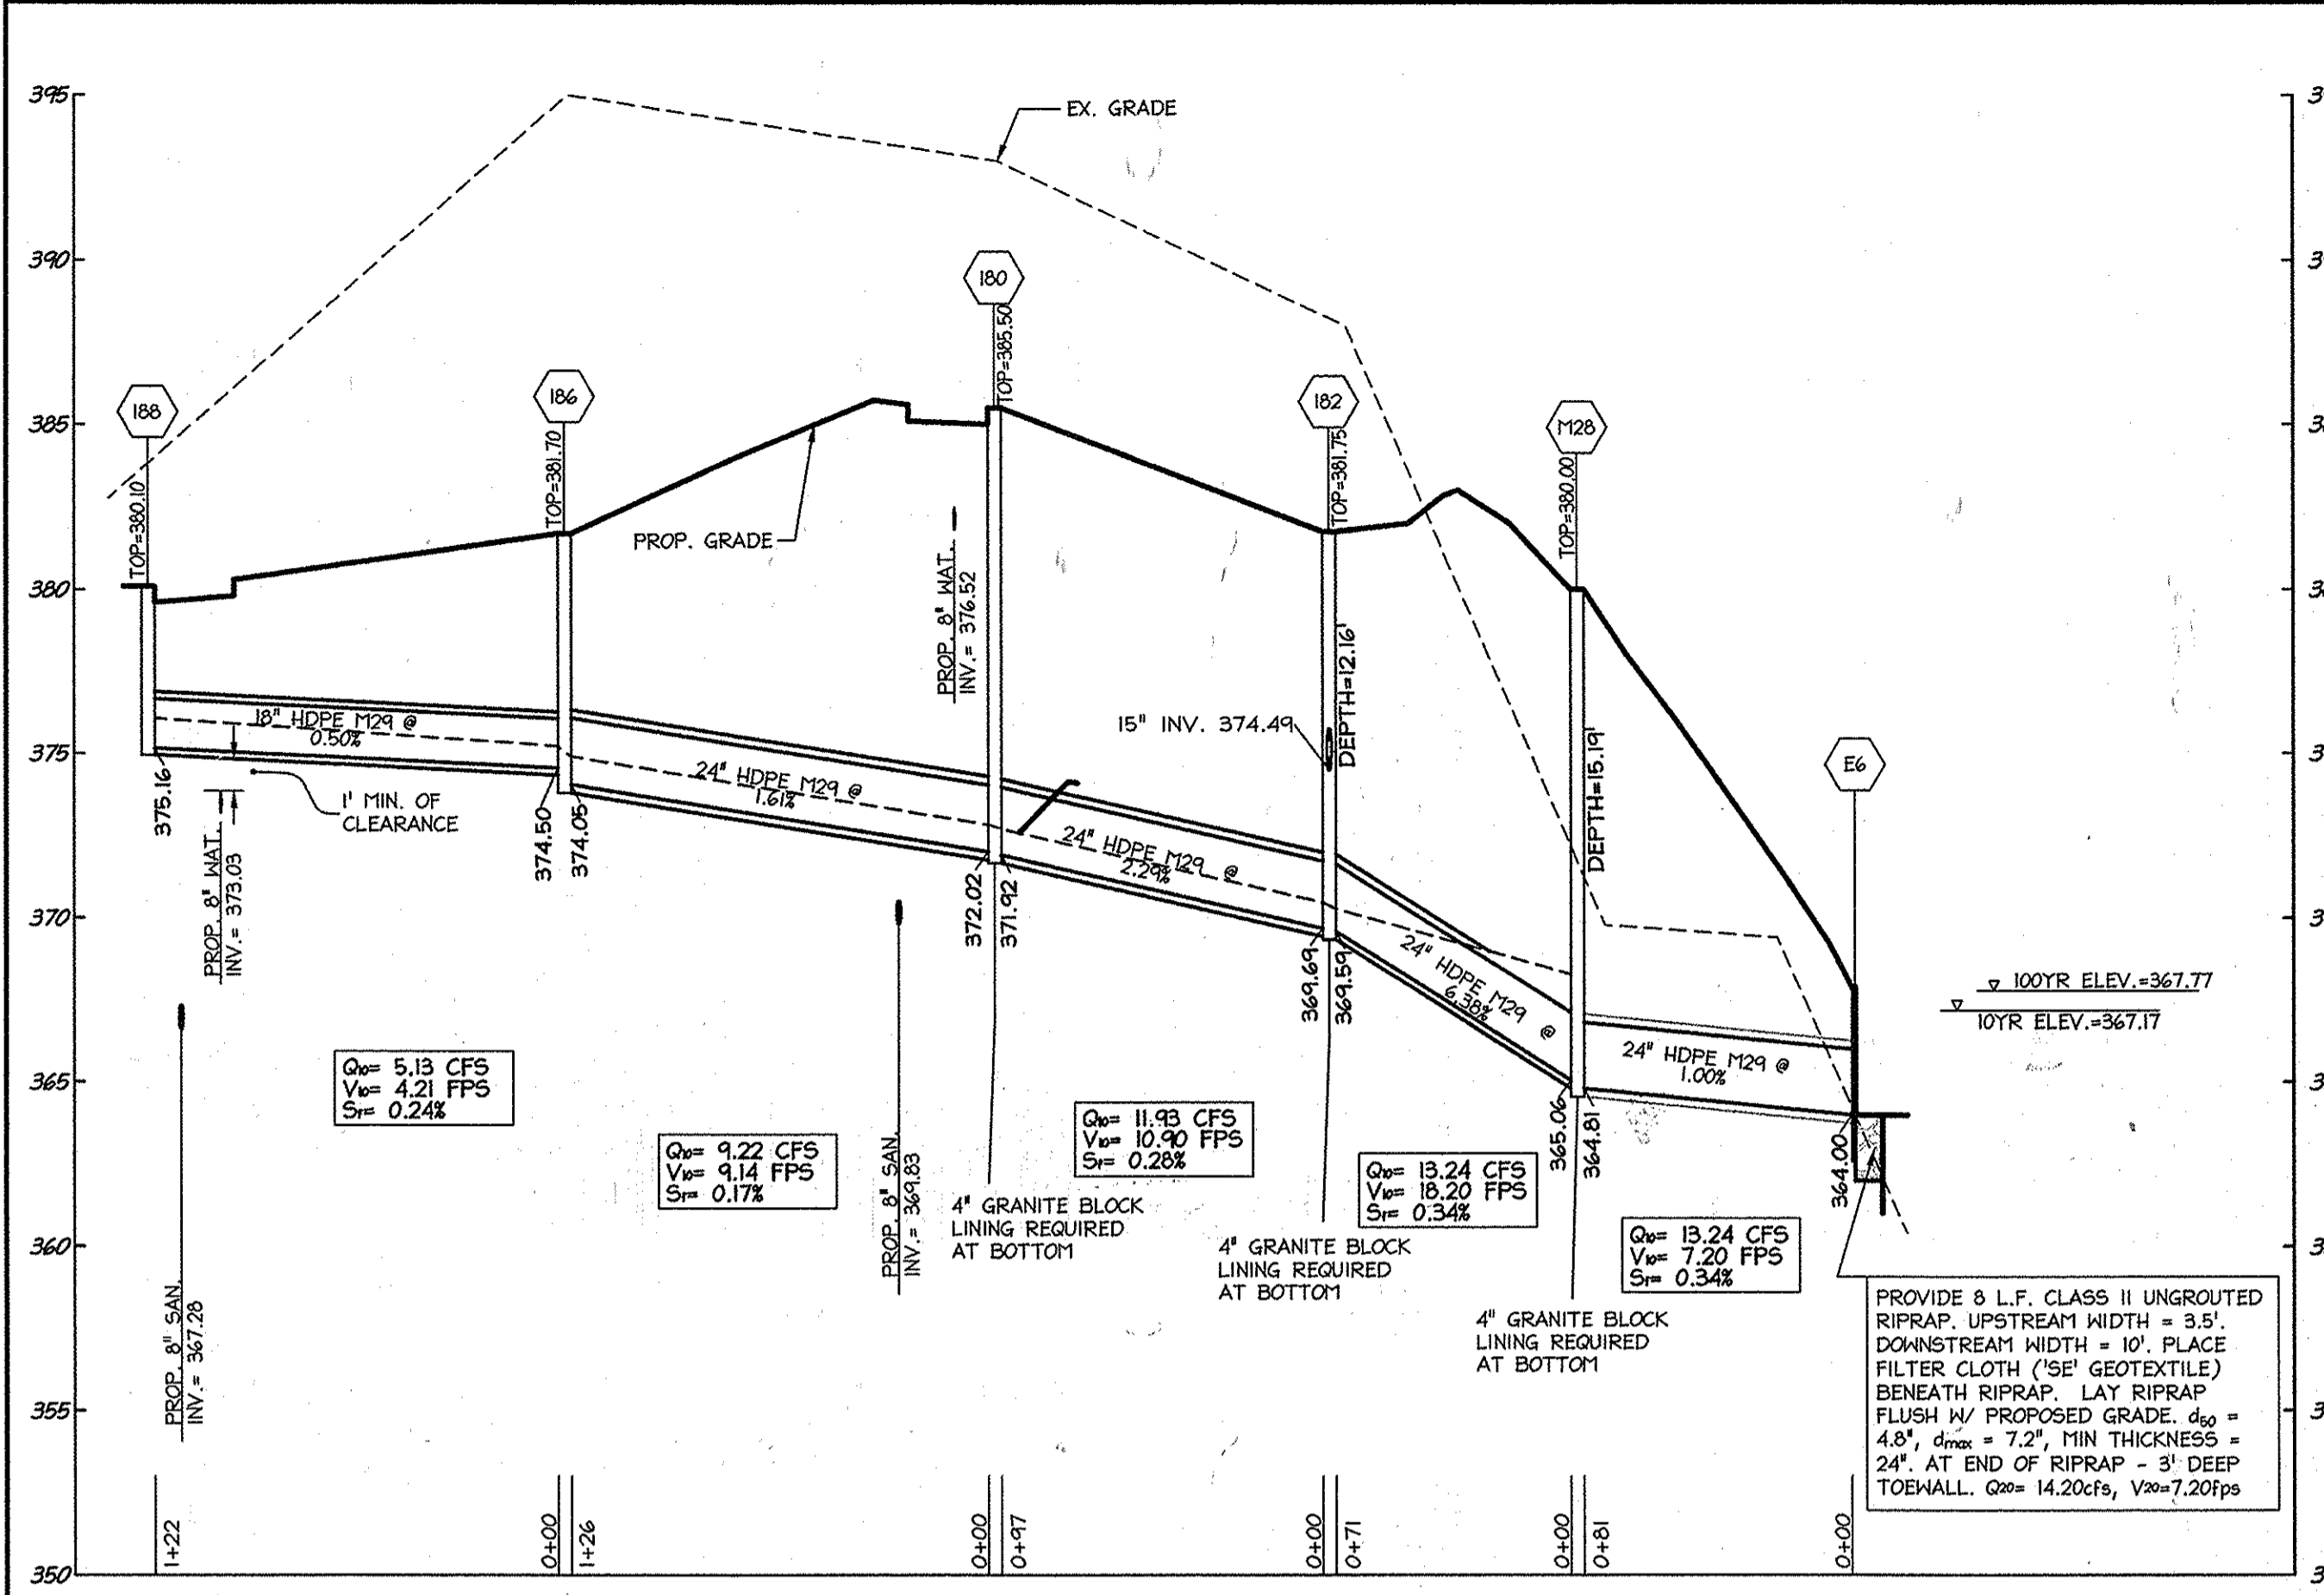 395
390
385
380
375
370
365
360
355
350
EX. GRADE
188
TOP=380.10
186
TOP=381.70
180
TOP=385.50
182
TOP=381.75
M28
TOP=380.00
E6
PROP. GRADE
PROP. 8" WAT.
INV.= 376.52
15" INV. 374.49
DEPTH=12.16'
DEPTH=15.19'
18" HDPE M29 @
0.50%
24" HDPE M29 @
1.61%
24" HDPE M29 @
2.29%
24" HDPE M29 @
6.38%
24" HDPE M29 @
1.00%
1' MIN. OF
CLEARANCE
375.16
PROP. 8" WAT.
INV.= 373.03
374.50
374.05
372.02
371.92
369.69
369.59
365.06
364.81
364.00
100YR ELEV.=367.77
10YR ELEV.=367.17
PROP. 8" SAN.
INV.= 367.28
PROP. 8" SAN.
INV.= 369.83
Q10= 5.13 CFS
V10= 4.21 FPS
Sf= 0.24%
Q10= 9.22 CFS
V10= 9.14 FPS
Sf= 0.17%
Q10= 11.93 CFS
V10= 10.90 FPS
Sf= 0.28%
Q10= 13.24 CFS
V10= 18.20 FPS
Sf= 0.34%
Q10= 13.24 CFS
V10= 7.20 FPS
Sf= 0.34%
4" GRANITE BLOCK
LINING REQUIRED
AT BOTTOM
4" GRANITE BLOCK
LINING REQUIRED
AT BOTTOM
4" GRANITE BLOCK
LINING REQUIRED
AT BOTTOM
PROVIDE 8 L.F. CLASS II UNGROUTED
RIPRAP. UPSTREAM WIDTH = 3.5'.
DOWNSTREAM WIDTH = 10'. PLACE
FILTER CLOTH ('SE' GEOTEXTILE)
BENEATH RIPRAP. LAY RIPRAP
FLUSH W/ PROPOSED GRADE. d50 =
4.8", dmax = 7.2", MIN THICKNESS =
24". AT END OF RIPRAP - 3' DEEP
TOEWALL. Q20= 14.20cfs, V20=7.20fps
1+22
0+00
1+26
0+00
0+97
0+00
0+71
0+00
0+81
0+00